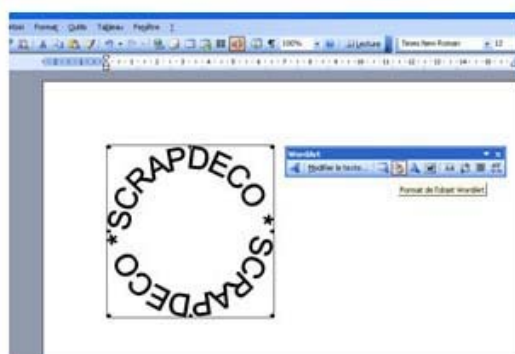 Format Outils Tableau Fenêtre ?
100% Lecture Times New Roman 12
WordArt
Modifier le texte...
Format de l'objet WordArt
SCRAPDECO * SCRAPDECO *